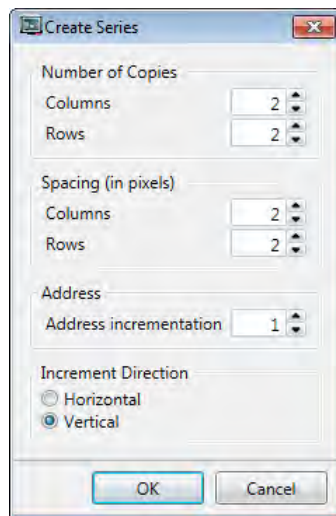 Create Series
Number of Copies
Columns 2
Rows 2
Spacing (in pixels)
Columns 2
Rows 2
Address
Address incrementation 1
Increment Direction
Horizontal
Vertical
OK Cancel